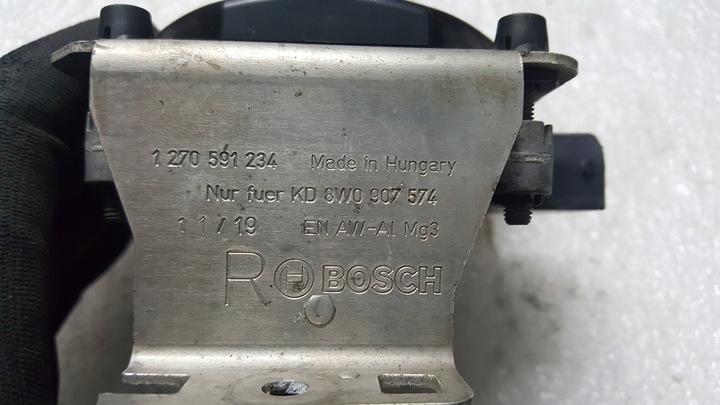 1 270 591 234 Made in Hungary
Nur fuer KD 8W0 907 574
11/19 EN AW-Al Mg3
R BOSCH